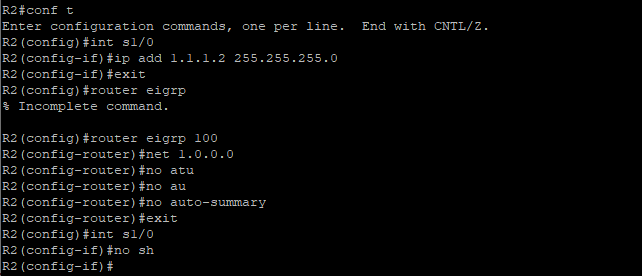 R2#conf t
Enter configuration commands, one per line.  End with CNTL/Z.
R2(config)#int s1/0
R2(config-if)#ip add 1.1.1.2 255.255.255.0
R2(config-if)#exit
R2(config)#router eigrp
% Incomplete command.

R2(config)#router eigrp 100
R2(config-router)#net 1.0.0.0
R2(config-router)#no atu
R2(config-router)#no au
R2(config-router)#no auto-summary
R2(config-router)#exit
R2(config)#int s1/0
R2(config-if)#no sh
R2(config-if)#